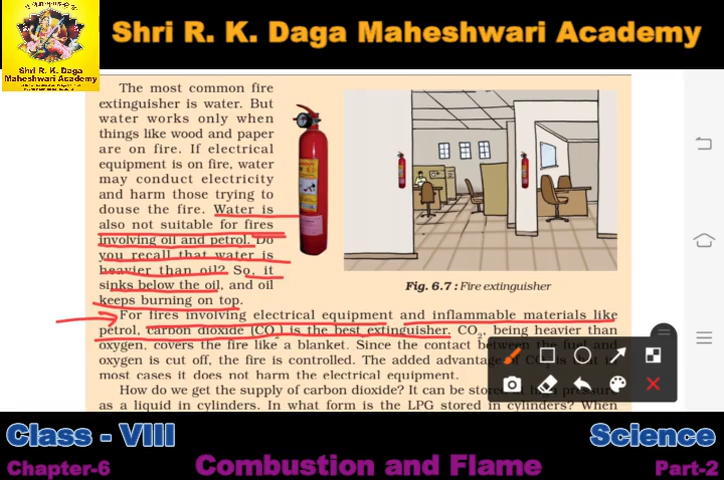 Shri R. K. Daga Maheshwari Academy
Shri R. K. Daga
Maheshwari Academy
The most common fire
extinguisher is water. But
water works only when
things like wood and paper
are on fire. If electrical
equipment is on fire, water
may conduct electricity
and harm those trying to
douse the fire. Water is
also not suitable for fires
involving oil and petrol. Do
you recall that water is
heavier than oil? So, it
sinks below the oil, and oil
keeps burning on top.
Fig. 6.7 : Fire extinguisher
For fires involving electrical equipment and inflammable materials like
petrol, carbon dioxide (CO2) is the best extinguisher. CO2, being heavier than
oxygen, covers the fire like a blanket. Since the contact between the fuel and
oxygen is cut off, the fire is controlled. The added advantage of
most cases it does not harm the electrical equipment.
How do we get the supply of carbon dioxide? It can be stored at high pressure
as a liquid in cylinders. In what form is the LPG stored in cylinders? When
Class - VIII
Science
Chapter-6
Combustion and Flame
Part-2